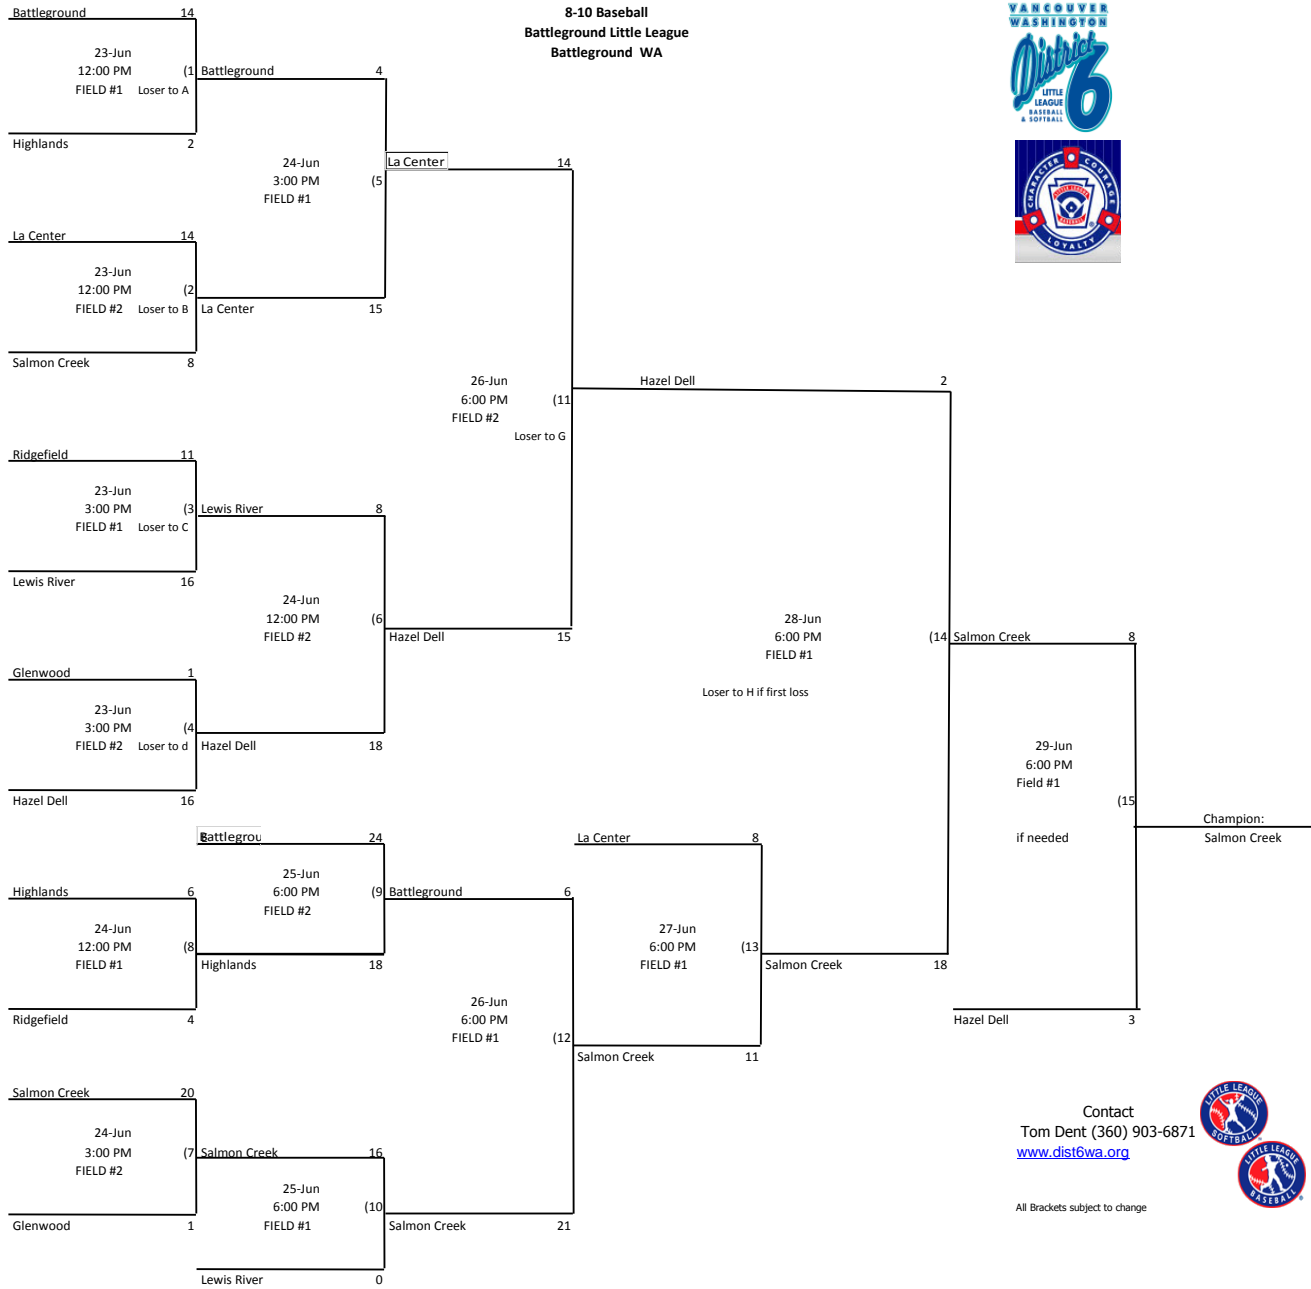 8-10 Baseball
Battleground Little League
Battleground WA
VANCOUVER
WASHINGTON
District
6
LITTLE
LEAGUE
BASEBALL
& SOFTBALL
CHARACTER COURAGE
LOYALTY
LITTLE LEAGUE
BASEBALL
Battleground 14
23-Jun
12:00 PM (1
FIELD #1 Loser to A
Battleground 4
Highlands 2
24-Jun
3:00 PM (5
FIELD #1
La Center 14
La Center 14
23-Jun
12:00 PM (2
FIELD #2 Loser to B
La Center 15
Salmon Creek 8
26-Jun
6:00 PM (11
FIELD #2
Loser to G
Hazel Dell 2
Ridgefield 11
23-Jun
3:00 PM (3
FIELD #1 Loser to C
Lewis River 8
Lewis River 16
24-Jun
12:00 PM (6
FIELD #2
Hazel Dell 15
28-Jun
6:00 PM (14
FIELD #1
Loser to H if first loss
Salmon Creek 8
Glenwood 1
23-Jun
3:00 PM (4
FIELD #2 Loser to d
Hazel Dell 18
Hazel Dell 16
29-Jun
6:00 PM
Field #1
(15
if needed
Champion:
Salmon Creek
Battlegrou 24
25-Jun
6:00 PM (9
FIELD #2
Battleground 6
La Center 8
Highlands 6
24-Jun
12:00 PM (8
FIELD #1
Highlands 18
27-Jun
6:00 PM (13
FIELD #1
Salmon Creek 18
Ridgefield 4
26-Jun
6:00 PM
FIELD #1 (12
Salmon Creek 11
Hazel Dell 3
Salmon Creek 20
24-Jun
3:00 PM (7
FIELD #2
Salmon Creek 16
25-Jun
6:00 PM (10
FIELD #1
Salmon Creek 21
Glenwood 1
Lewis River 0
Contact
Tom Dent (360) 903-6871
www.dist6wa.org
LITTLE LEAGUE
SOFTBALL
LITTLE LEAGUE
BASEBALL
All Brackets subject to change